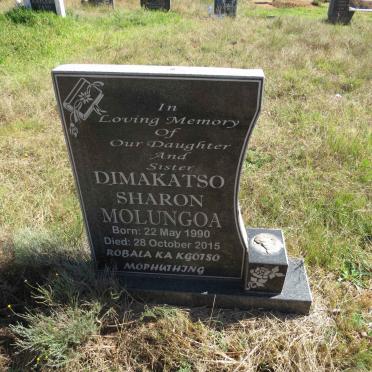 In
Loving Memory
Of
Our Daughter
And
Sister
DIMAKATSO
SHARON
MOLUNGOA
Born: 22 May 1990
Died: 28 October 2015
ROBALA KA KGOTSO
MOPHUTHING